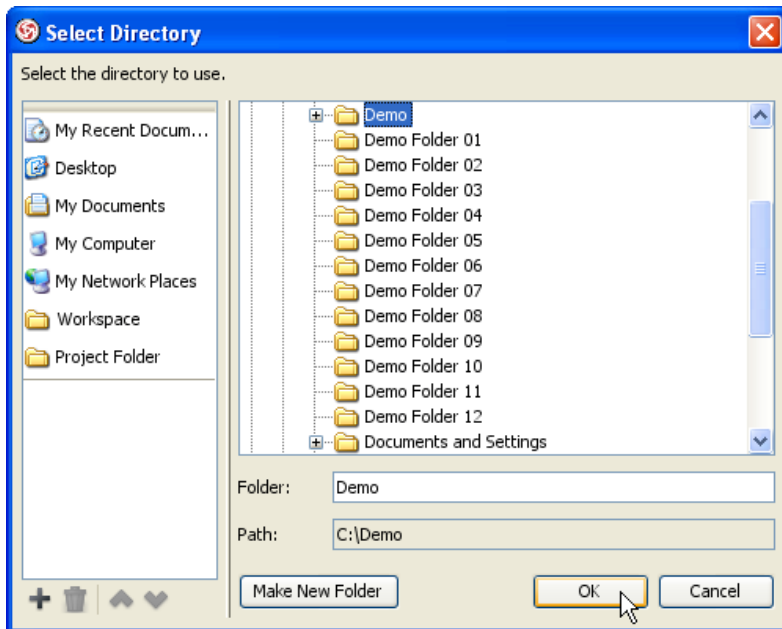 Select Directory
Select the directory to use.
My Recent Docum...
Desktop
My Documents
My Computer
My Network Places
Workspace
Project Folder
Demo
Demo Folder 01
Demo Folder 02
Demo Folder 03
Demo Folder 04
Demo Folder 05
Demo Folder 06
Demo Folder 07
Demo Folder 08
Demo Folder 09
Demo Folder 10
Demo Folder 11
Demo Folder 12
Documents and Settings
Folder: Demo
Path: C:\Demo
Make New Folder OK Cancel